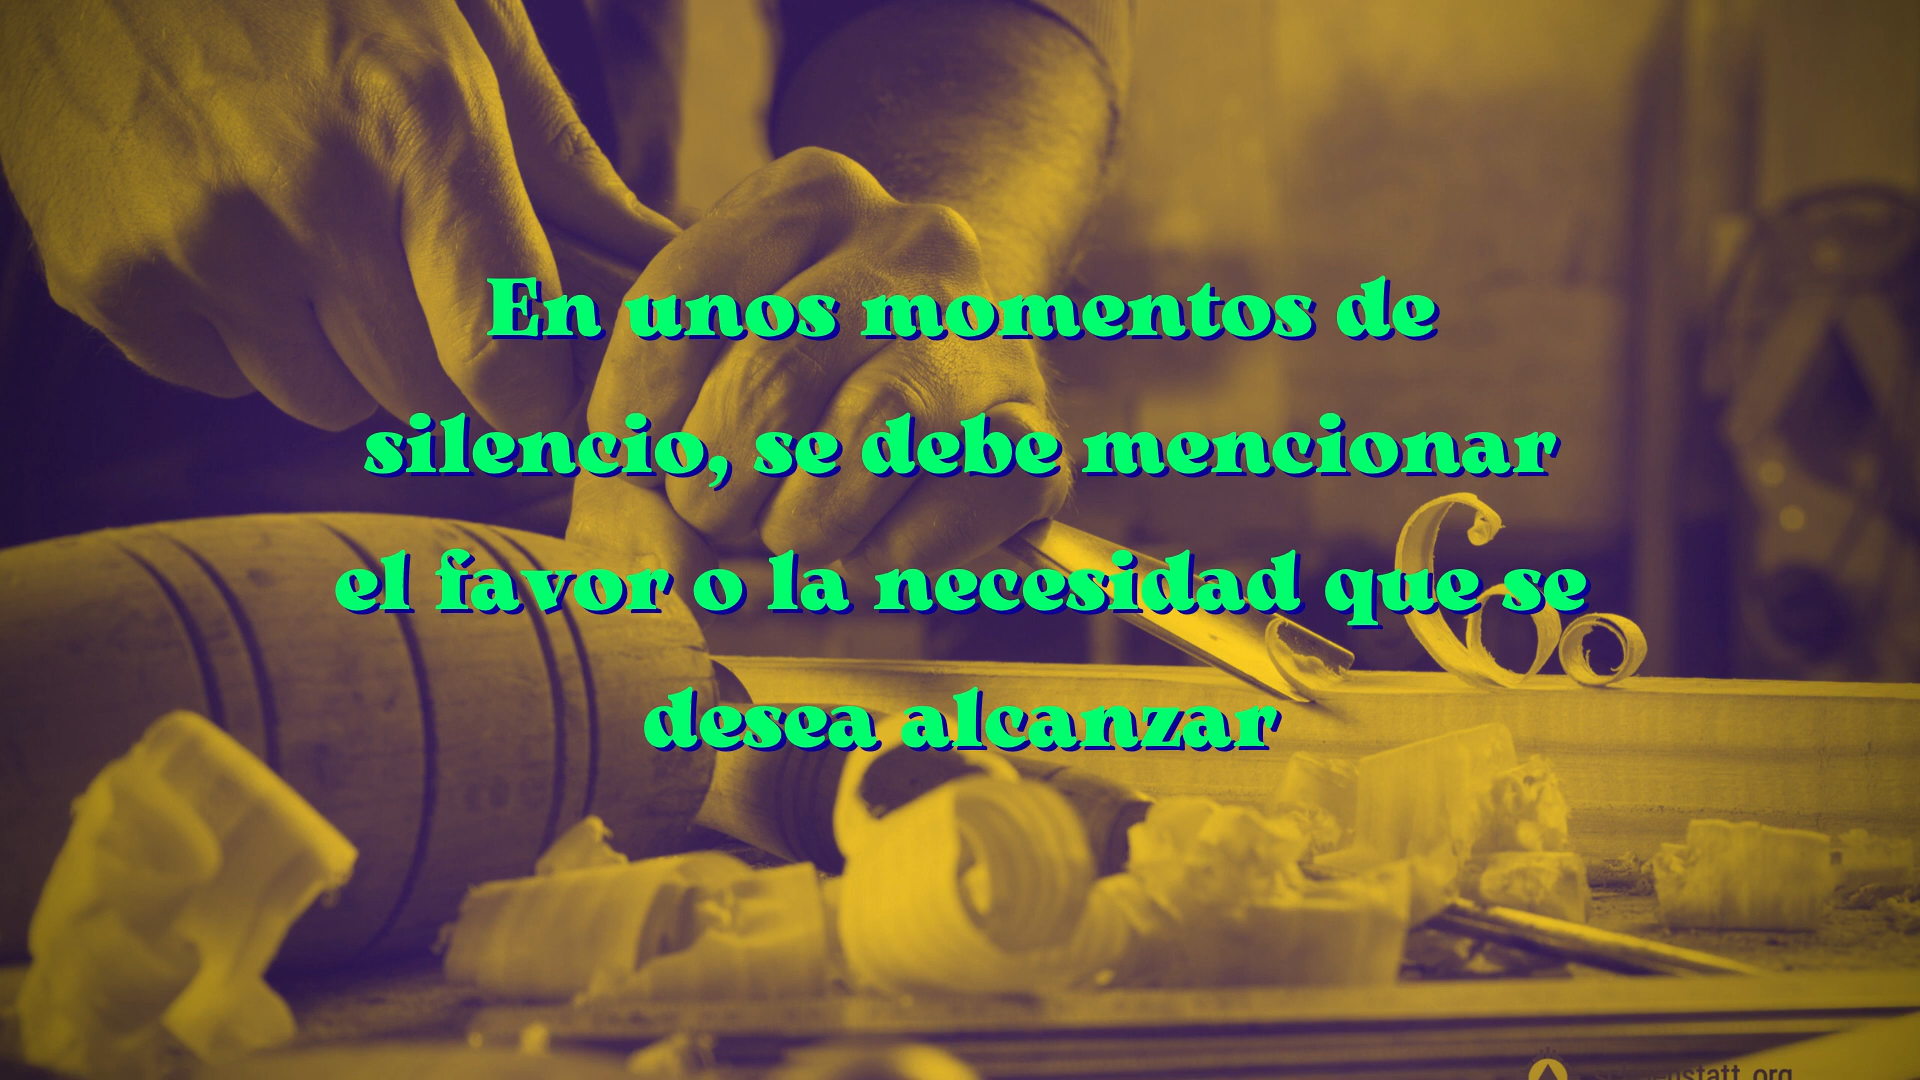 En unos momentos de
silencio, se debe mencionar
el favor o la necesidad que se
desea alcanzar